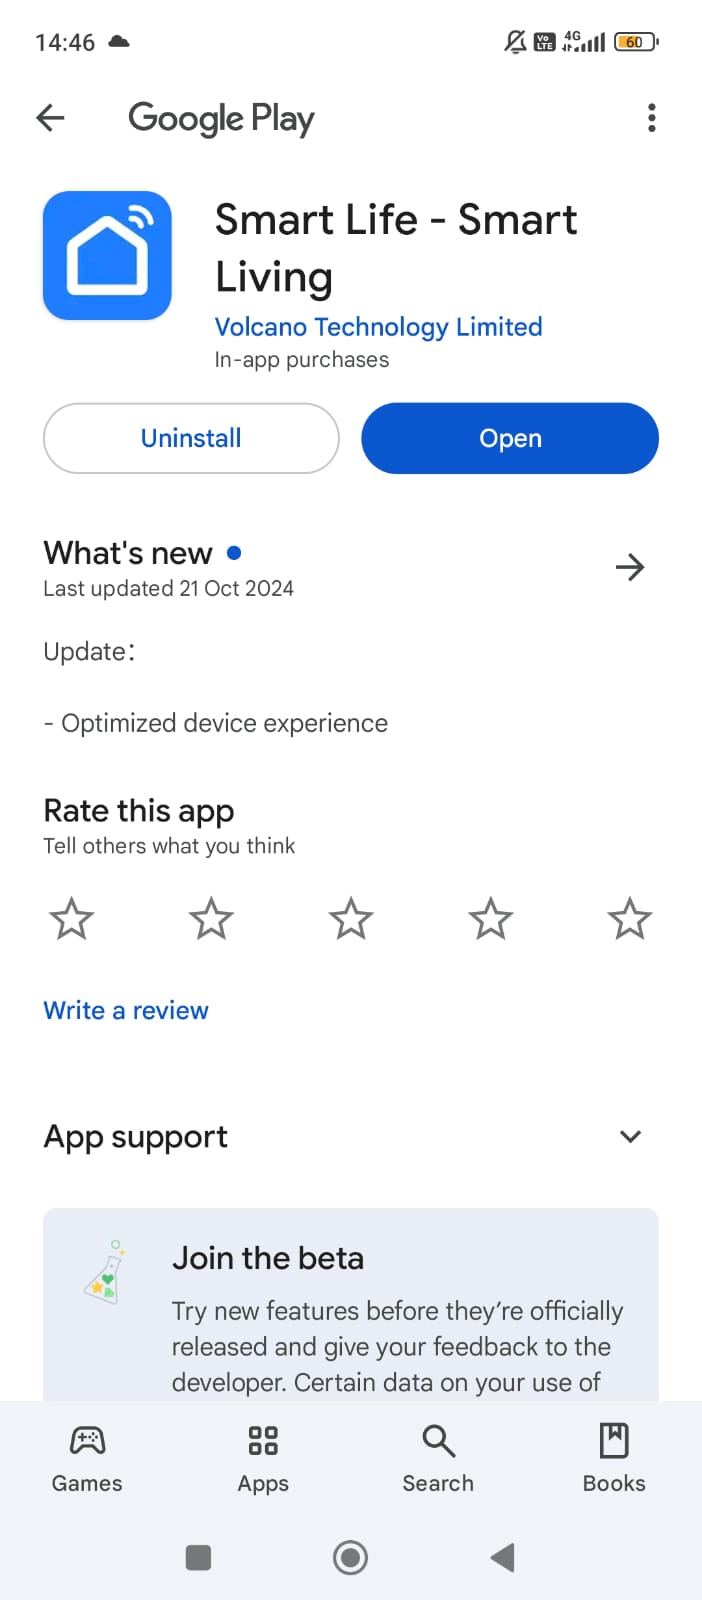 14:46
Vo LTE 4G 60
Google Play
Smart Life - Smart
Living
Volcano Technology Limited
In-app purchases
Uninstall
Open
What's new
Last updated 21 Oct 2024
Update:
- Optimized device experience
Rate this app
Tell others what you think
Write a review
App support
Join the beta
Try new features before they’re officially
released and give your feedback to the
developer. Certain data on your use of
Games
Apps
Search
Books